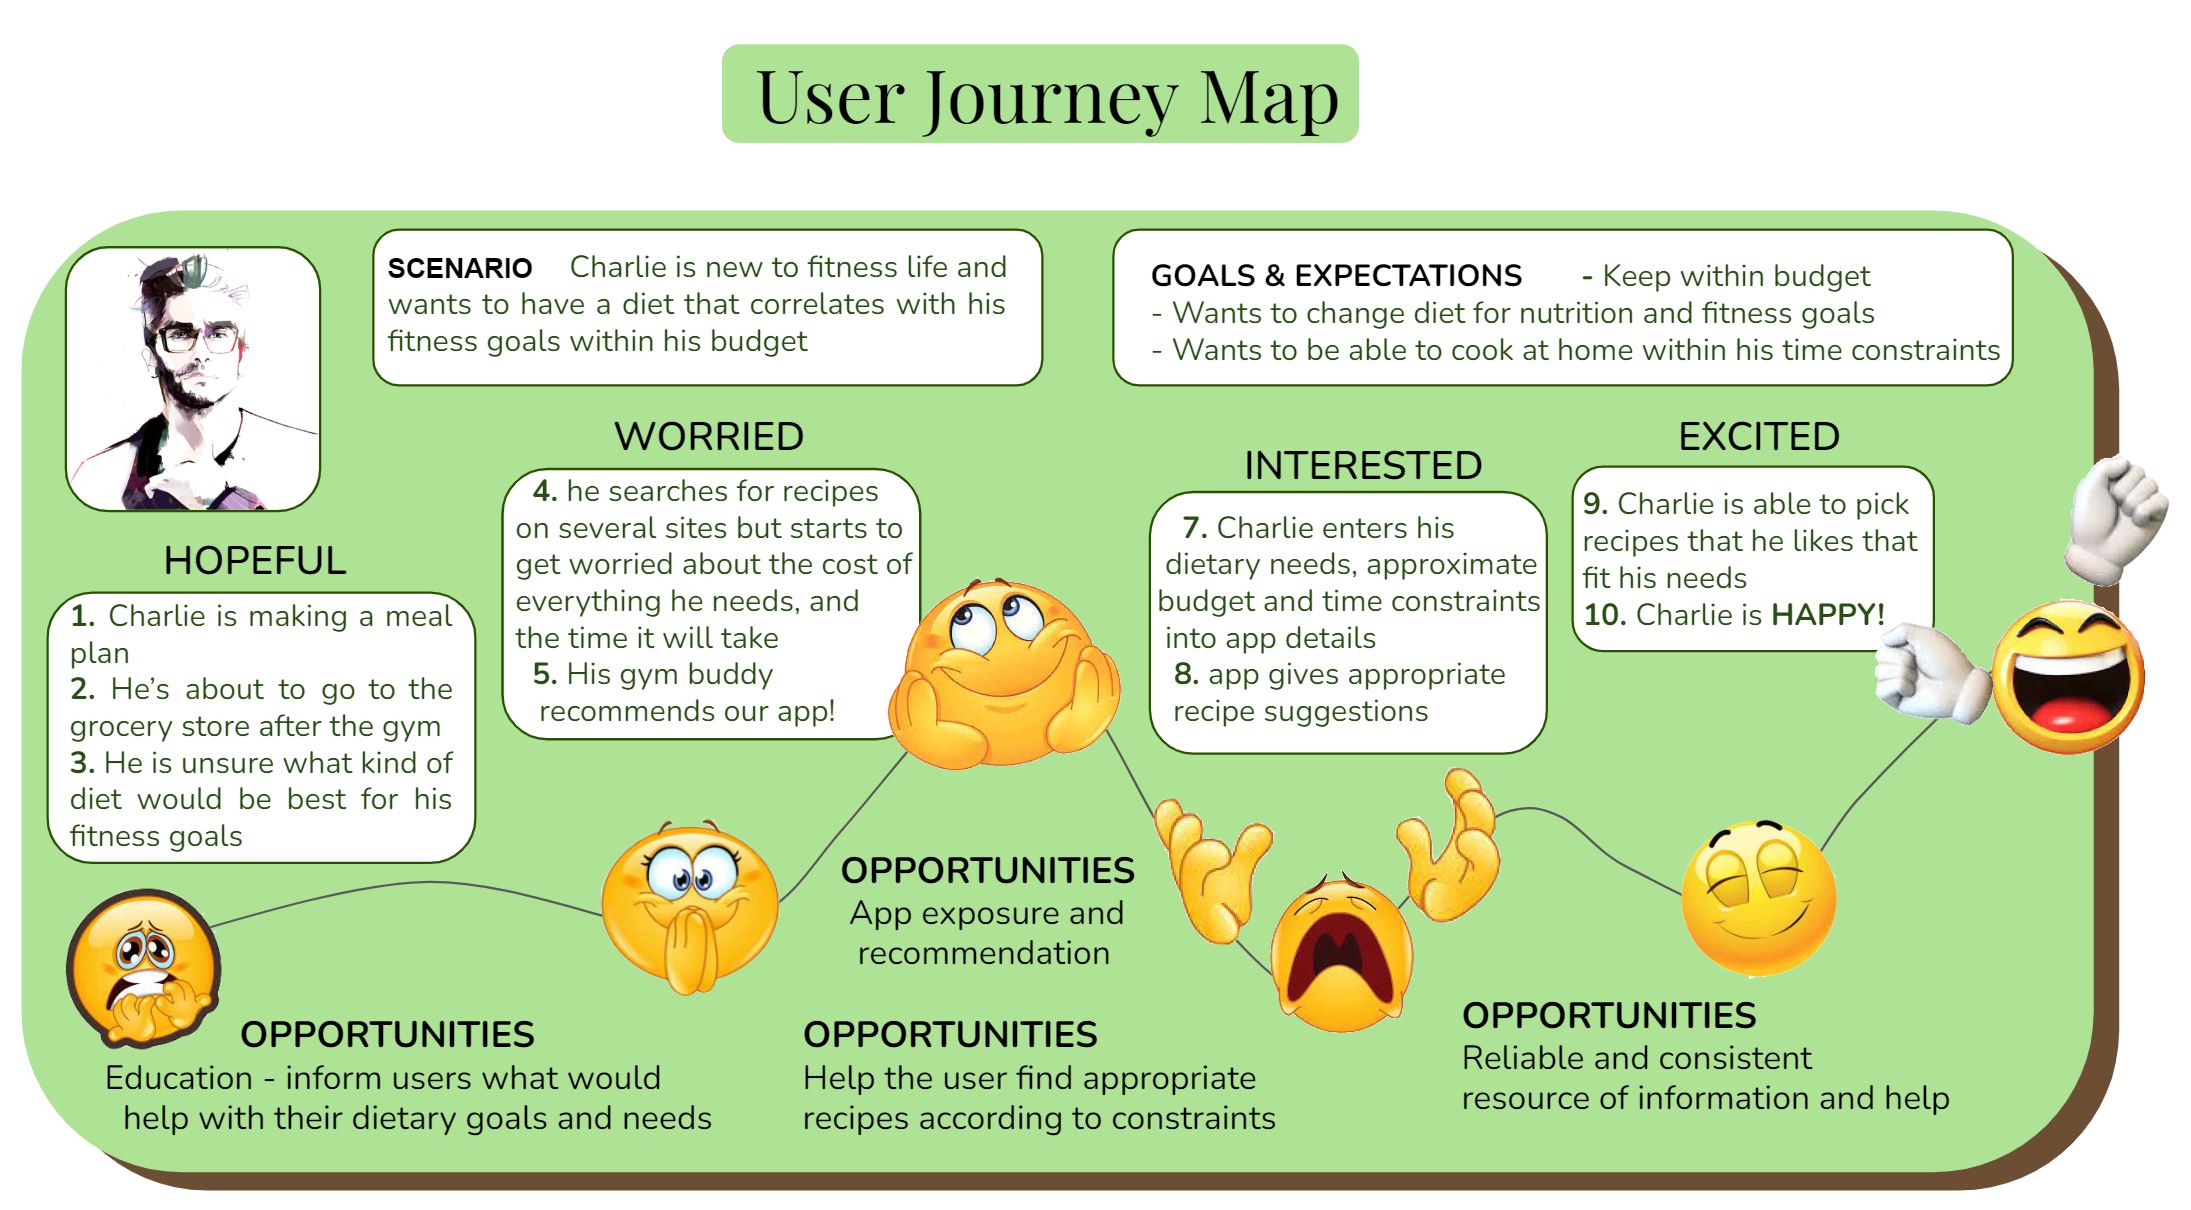 User Journey Map
SCENARIO Charlie is new to fitness life and
wants to have a diet that correlates with his
fitness goals within his budget
GOALS & EXPECTATIONS - Keep within budget
- Wants to change diet for nutrition and fitness goals
- Wants to be able to cook at home within his time constraints
HOPEFUL
1. Charlie is making a meal
plan
2. He’s about to go to the
grocery store after the gym
3. He is unsure what kind of
diet would be best for his
fitness goals
WORRIED
4. he searches for recipes
on several sites but starts to
get worried about the cost of
everything he needs, and
the time it will take
5. His gym buddy
recommends our app!
INTERESTED
7. Charlie enters his
dietary needs, approximate
budget and time constraints
into app details
8. app gives appropriate
recipe suggestions
EXCITED
9. Charlie is able to pick
recipes that he likes that
fit his needs
10. Charlie is HAPPY!
OPPORTUNITIES
Education - inform users what would
help with their dietary goals and needs
OPPORTUNITIES
App exposure and
recommendation
OPPORTUNITIES
Help the user find appropriate
recipes according to constraints
OPPORTUNITIES
Reliable and consistent
resource of information and help